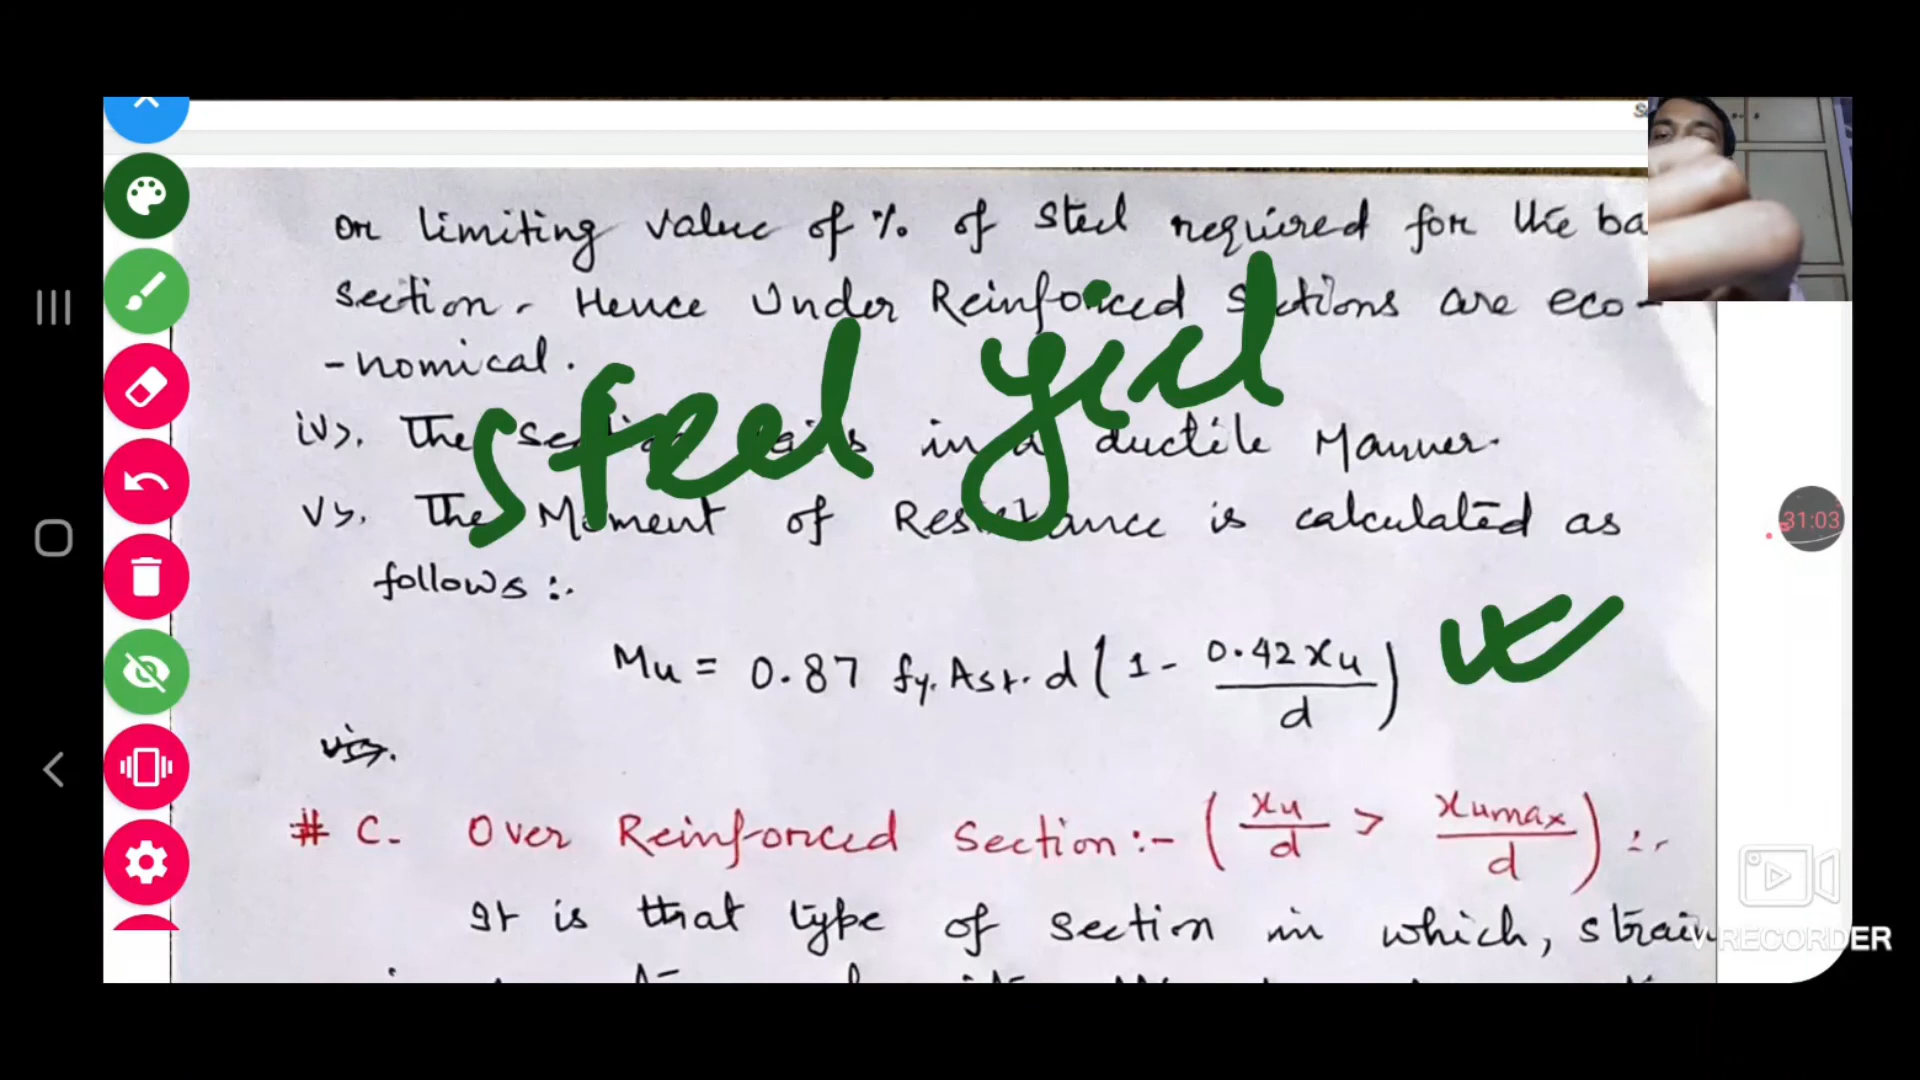 or limiting value of % of steel required for the ba
section. Hence Under Reinforced Sections are eco-
-nomical.
steel yield
iv>. The section fails in a ductile Manner.
v>. The Moment of Resistance is calculated as
follows :.
Mu = 0.87 fy. Ast. d (1 - 0.42 xu / d)
vi>.
# C. Over Reinforced Section :- ( xu / d > xumax / d ) :-
It is that type of section in which, strain
31:03
V RECORDER